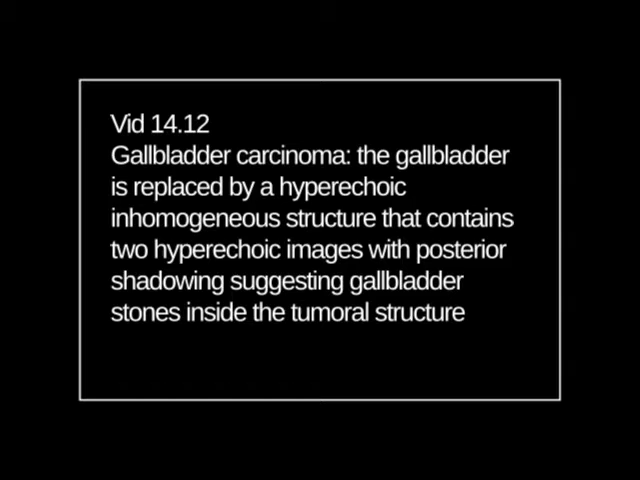 Vid 14.12
Gallbladder carcinoma: the gallbladder
is replaced by a hyperechoic
inhomogeneous structure that contains
two hyperechoic images with posterior
shadowing suggesting gallbladder
stones inside the tumoral structure